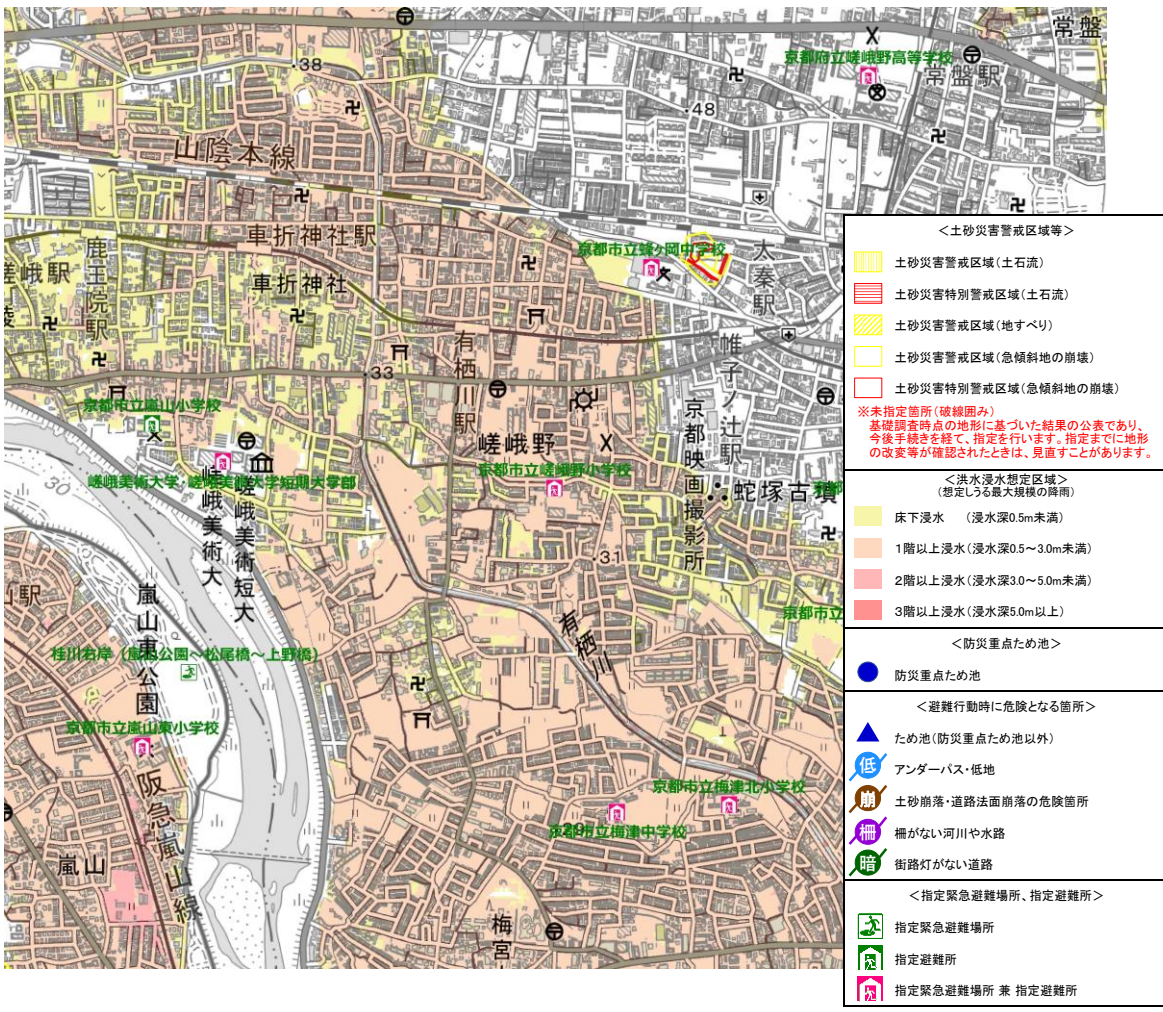 常盤
京都府立嵯峨野高等学校
常盤駅
・38
・48
山陰本線
車折神社駅
京都市立蜂ヶ岡中学校
太秦駅
嵯峨駅
鹿王院駅
車折神社
有栖川駅
・33
帷子ノ辻駅
京都市立嵐山小学校
京都映画撮影所
嵯峨野
京都市立嵯峨野小学校
嵯峨美術大学・嵯峨美術大学短期大学部
蛇塚古墳
30
嵯峨美術大
嵯峨美術短大
・31
京都市立
山駅
嵐山東公園
有栖川
桂川右岸（嵐山公園～松尾橋～上野橋）
京都市立嵐山東小学校
京都市立梅津北小学校
京都市立梅津中学校
阪急嵐山線
嵐山
梅宮
＜土砂災害警戒区域等＞
土砂災害警戒区域(土石流)
土砂災害特別警戒区域(土石流)
土砂災害警戒区域(地すべり)
土砂災害警戒区域(急傾斜地の崩壊)
土砂災害特別警戒区域(急傾斜地の崩壊)
※未指定箇所(破線囲み)
基礎調査時点の地形に基づいた結果の公表であり、
今後手続きを経て、指定を行います。指定までに地形
の改変等が確認されたときは、見直すことがあります。
＜洪水浸水想定区域＞
(想定しうる最大規模の降雨)
床下浸水　(浸水深0.5m未満)
1階以上浸水(浸水深0.5～3.0m未満)
2階以上浸水(浸水深3.0～5.0m未満)
3階以上浸水(浸水深5.0m以上)
＜防災重点ため池＞
防災重点ため池
＜避難行動時に危険となる箇所＞
ため池(防災重点ため池以外)
低 アンダーパス・低地
崩 土砂崩落・道路法面崩落の危険箇所
柵 柵がない河川や水路
暗 街路灯がない道路
＜指定緊急避難場所、指定避難所＞
指定緊急避難場所
指定避難所
指定緊急避難場所 兼 指定避難所